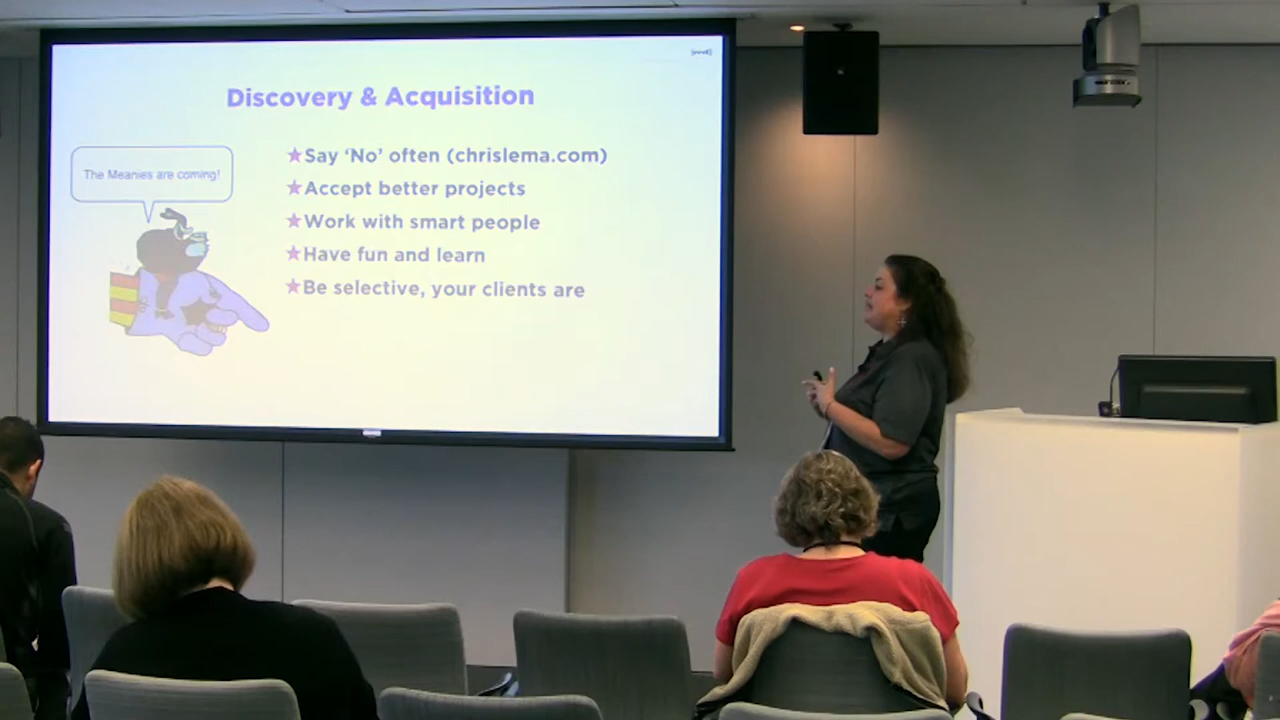 Discovery & Acquisition
The Meanies are coming!
★Say ‘No’ often (chrislema.com)
★Accept better projects
★Work with smart people
★Have fun and learn
★Be selective, your clients are